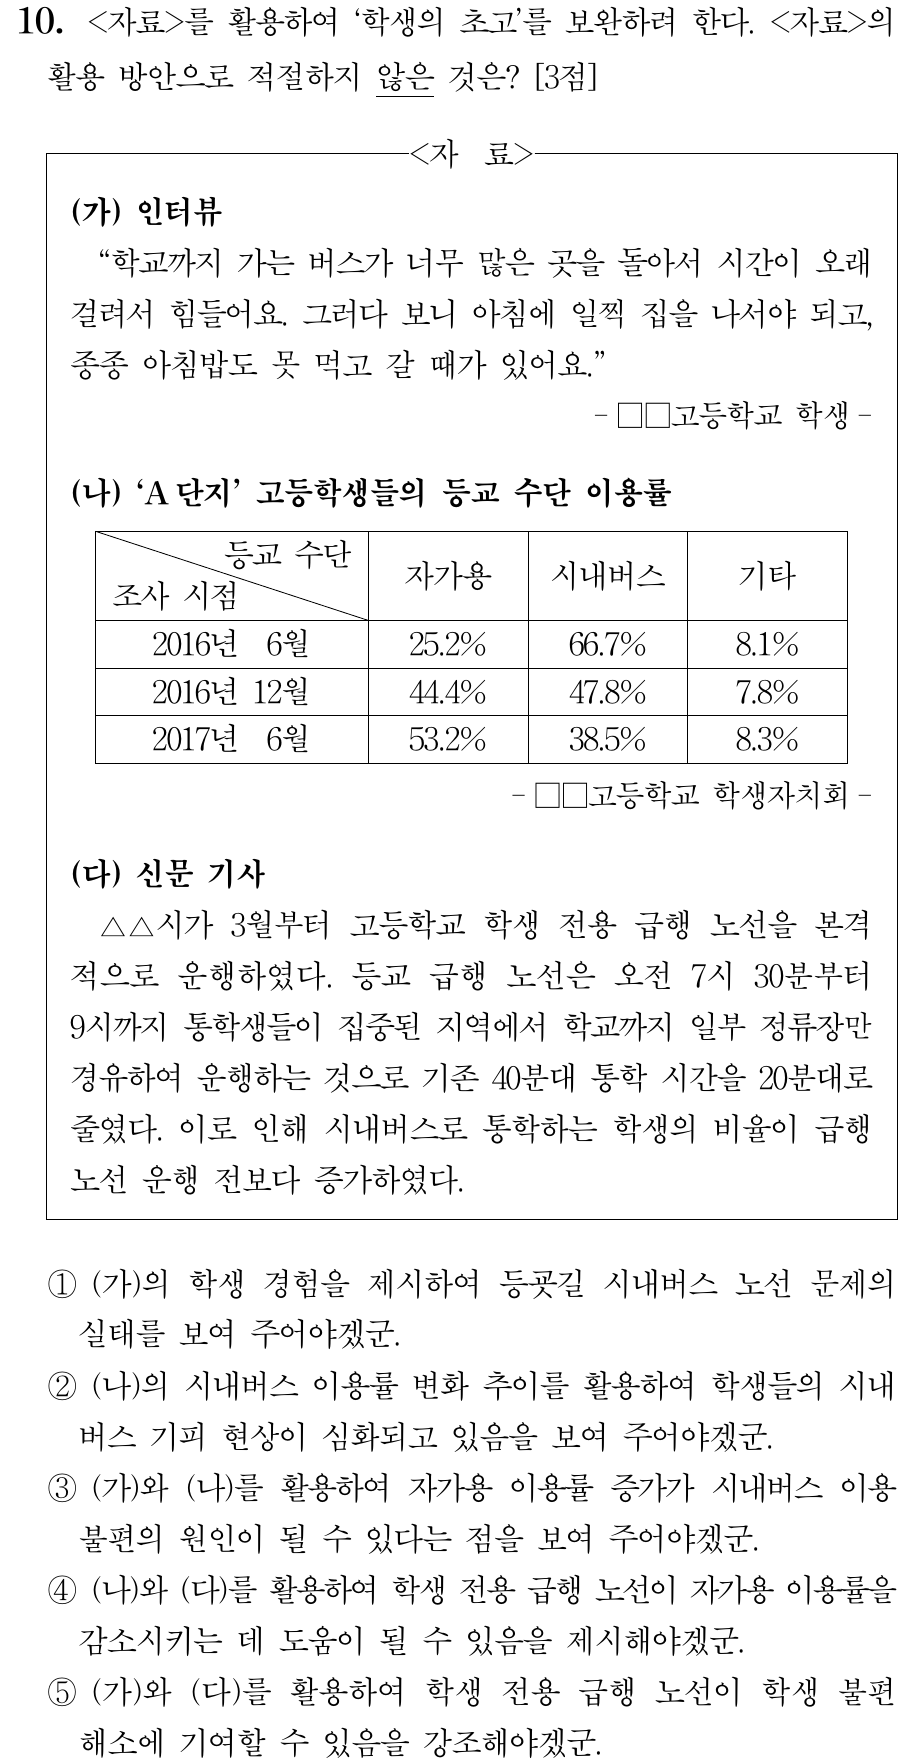 10. <자료>를 활용하여 ‘학생의 초고’를 보완하려 한다. <자료>의
활용 방안으로 적절하지 않은 것은? [3점]
<자 료>
(가) 인터뷰
“학교까지 가는 버스가 너무 많은 곳을 돌아서 시간이 오래
걸려서 힘들어요. 그러다 보니 아침에 일찍 집을 나서야 되고,
종종 아침밥도 못 먹고 갈 때가 있어요.”
- □□고등학교 학생 -
(나) ‘A 단지’ 고등학생들의 등교 수단 이용률
등교 수단
조사 시점
자가용 시내버스 기타
2016년 6월 25.2% 66.7% 8.1%
2016년 12월 44.4% 47.8% 7.8%
2017년 6월 53.2% 38.5% 8.3%
- □□고등학교 학생자치회 -
(다) 신문 기사
△△시가 3월부터 고등학교 학생 전용 급행 노선을 본격
적으로 운행하였다. 등교 급행 노선은 오전 7시 30분부터
9시까지 통학생들이 집중된 지역에서 학교까지 일부 정류장만
경유하여 운행하는 것으로 기존 40분대 통학 시간을 20분대로
줄였다. 이로 인해 시내버스로 통학하는 학생의 비율이 급행
노선 운행 전보다 증가하였다.
① (가)의 학생 경험을 제시하여 등굣길 시내버스 노선 문제의
실태를 보여 주어야겠군.
② (나)의 시내버스 이용률 변화 추이를 활용하여 학생들의 시내
버스 기피 현상이 심화되고 있음을 보여 주어야겠군.
③ (가)와 (나)를 활용하여 자가용 이용률 증가가 시내버스 이용
불편의 원인이 될 수 있다는 점을 보여 주어야겠군.
④ (나)와 (다)를 활용하여 학생 전용 급행 노선이 자가용 이용률을
감소시키는 데 도움이 될 수 있음을 제시해야겠군.
⑤ (가)와 (다)를 활용하여 학생 전용 급행 노선이 학생 불편
해소에 기여할 수 있음을 강조해야겠군.